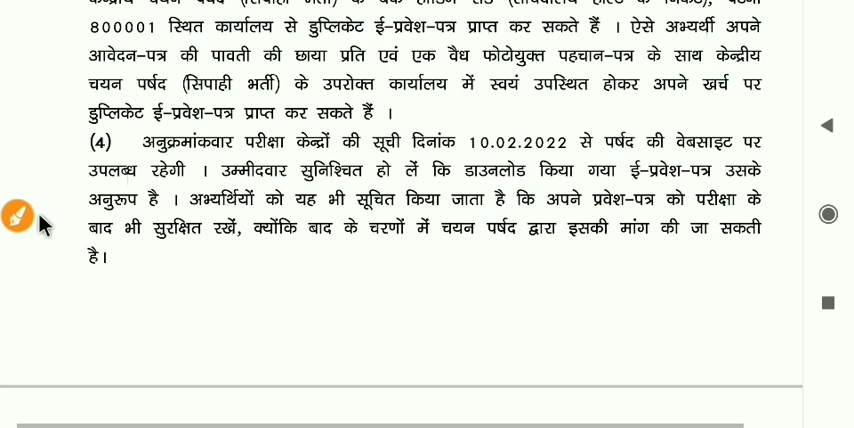 800001 स्थित कार्यालय से डुप्लिकेट ई-प्रवेश-पत्र प्राप्त कर सकते हैं । ऐसे अभ्यर्थी अपने
आवेदन-पत्र की पावती की छाया प्रति एवं एक वैध फोटोयुक्त पहचान-पत्र के साथ केन्द्रीय
चयन पर्षद (सिपाही भर्ती) के उपरोक्त कार्यालय में स्वयं उपस्थित होकर अपने खर्च पर
डुप्लिकेट ई-प्रवेश-पत्र प्राप्त कर सकते हैं ।
(4) अनुक्रमांकवार परीक्षा केन्द्रों की सूची दिनांक 10.02.2022 से पर्षद की वेबसाइट पर
उपलब्ध रहेगी । उम्मीदवार सुनिश्चित हो लें कि डाउनलोड किया गया ई-प्रवेश-पत्र उसके
अनुरूप है । अभ्यर्थियों को यह भी सूचित किया जाता है कि अपने प्रवेश-पत्र को परीक्षा के
बाद भी सुरक्षित रखें, क्योंकि बाद के चरणों में चयन पर्षद द्वारा इसकी मांग की जा सकती
है।